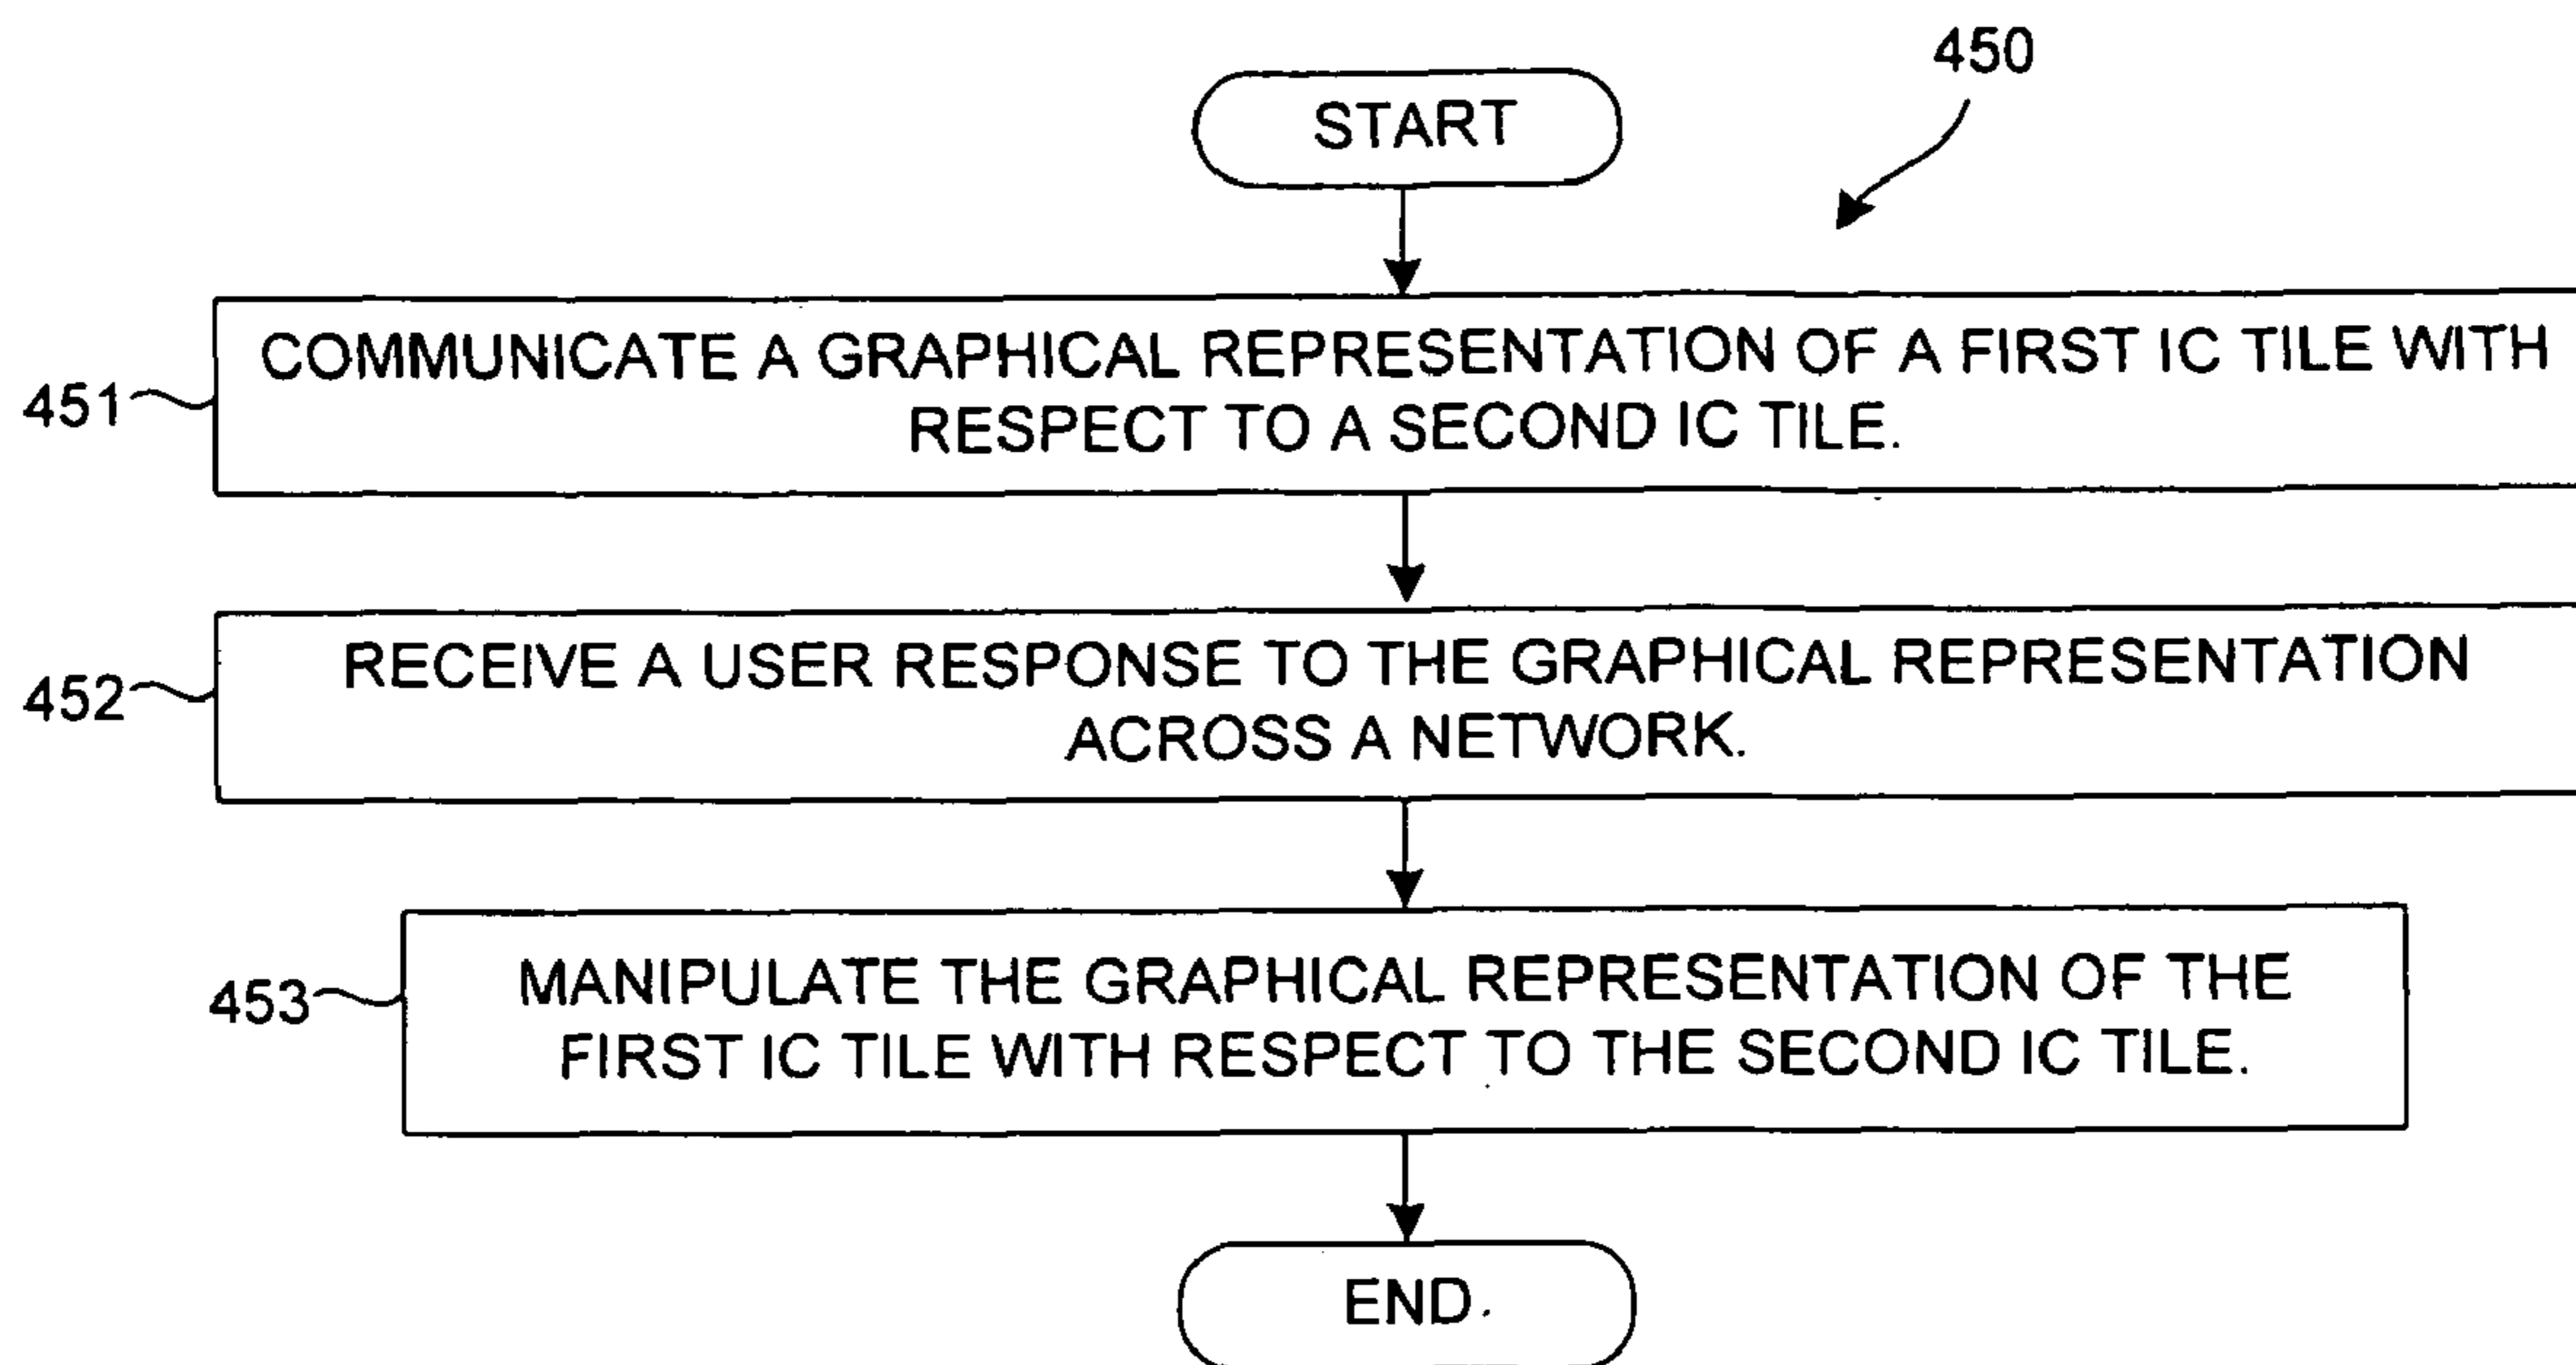 450
START
451
COMMUNICATE A GRAPHICAL REPRESENTATION OF A FIRST IC TILE WITH
RESPECT TO A SECOND IC TILE.
452
RECEIVE A USER RESPONSE TO THE GRAPHICAL REPRESENTATION
ACROSS A NETWORK.
453
MANIPULATE THE GRAPHICAL REPRESENTATION OF THE
FIRST IC TILE WITH RESPECT TO THE SECOND IC TILE.
END.